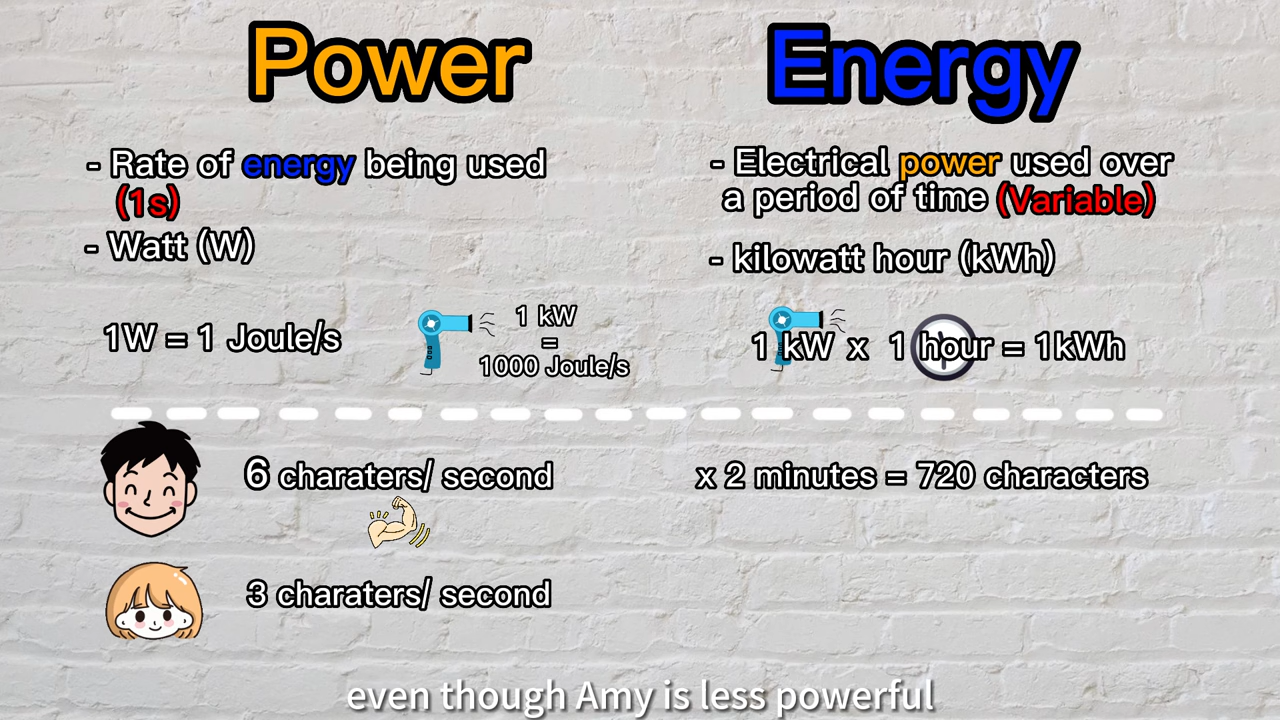 Power
Energy
- Rate of energy being used
(1s)
- Watt (W)
- Electrical power used over
a period of time (Variable)
- kilowatt hour (kWh)
1W = 1 Joule/s
1 kW
=
1000 Joule/s
1 kW x 1 hour = 1kWh
6 charaters/ second
x 2 minutes = 720 characters
3 charaters/ second
even though Amy is less powerful